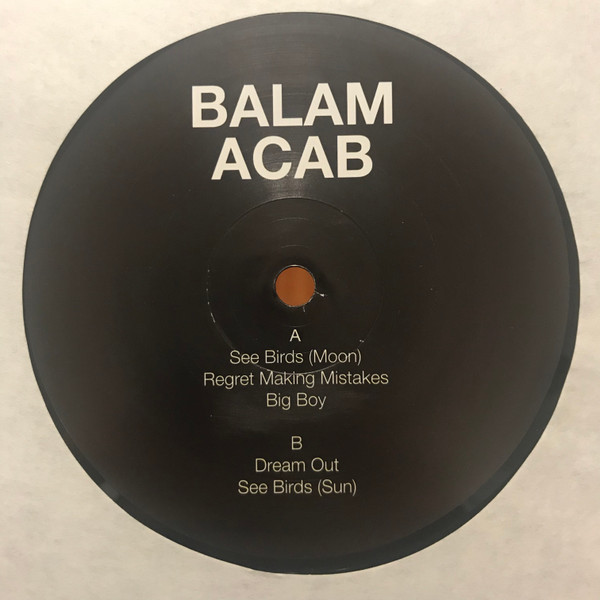 BALAM
ACAB
A
See Birds (Moon)
Regret Making Mistakes
Big Boy
B
Dream Out
See Birds (Sun)